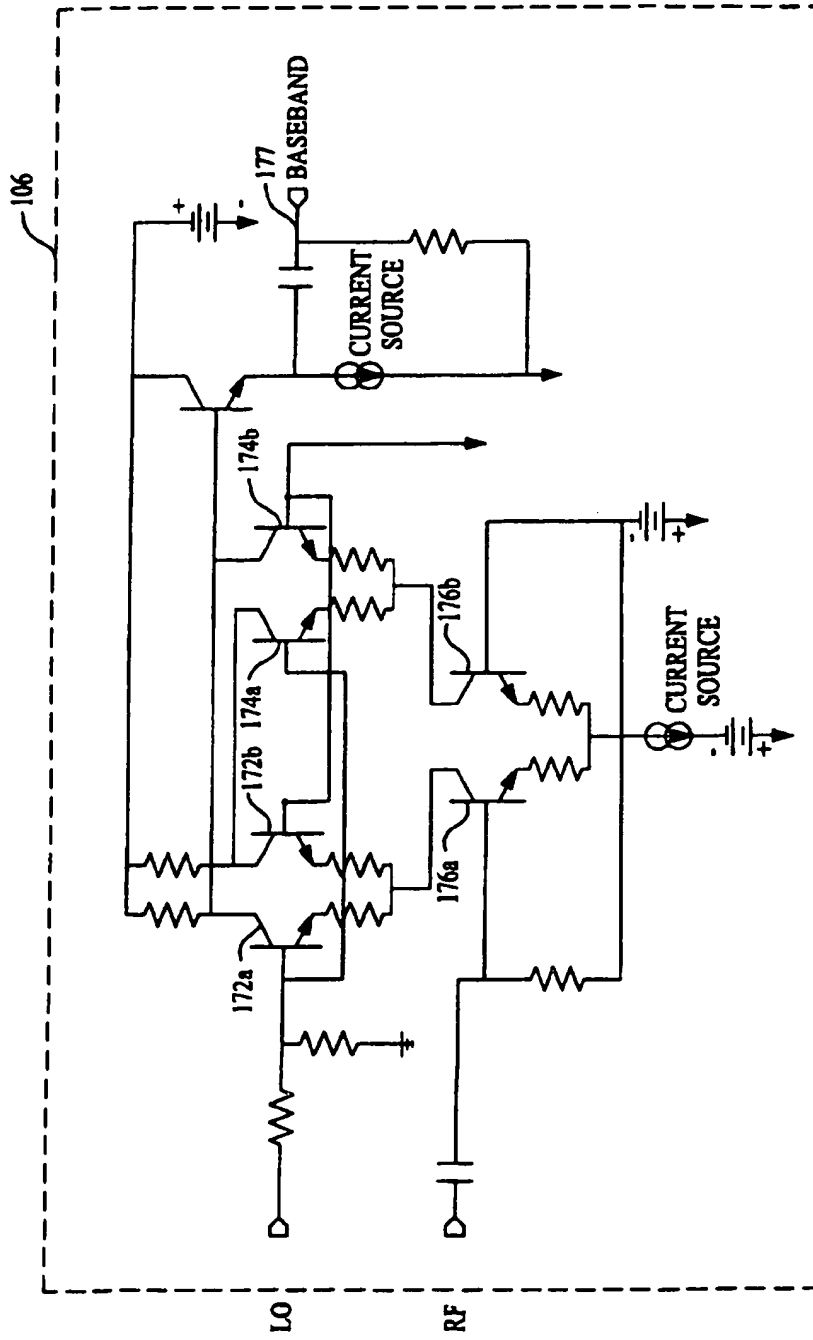 106
177
BASEBAND
CURRENT
SOURCE
174b
174a
172b
172a
176b
176a
CURRENT
SOURCE
LO
RF
+
-
-
+
-
+